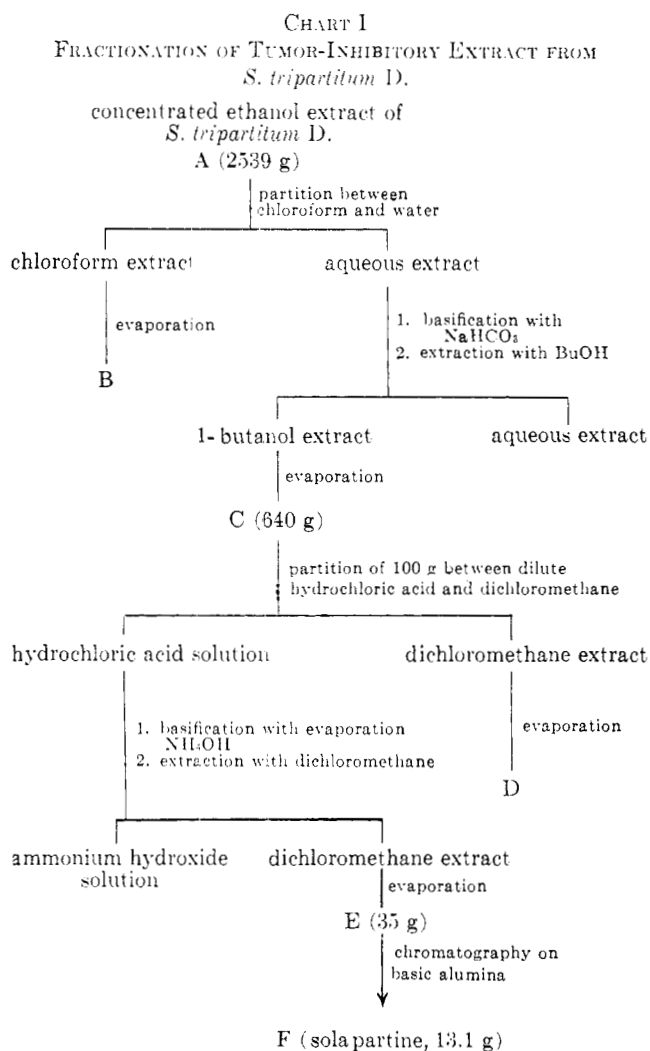 CHART I
FRACTIONATION OF TUMOR-INHIBITORY EXTRACT FROM
S. tripartitum D.
concentrated ethanol extract of
S. tripartitum D.
A (2539 g)
partition between
chloroform and water
chloroform extract
aqueous extract
evaporation
1. basification with
NaHCO₃
2. extraction with BuOH
B
1-butanol extract
aqueous extract
evaporation
C (640 g)
partition of 100 g between dilute
hydrochloric acid and dichloromethane
hydrochloric acid solution
dichloromethane extract
1. basification with evaporation
NH₄OH
2. extraction with dichloromethane
evaporation
D
ammonium hydroxide
solution
dichloromethane extract
evaporation
E (35 g)
chromatography on
basic alumina
F (solapartine, 13.1 g)